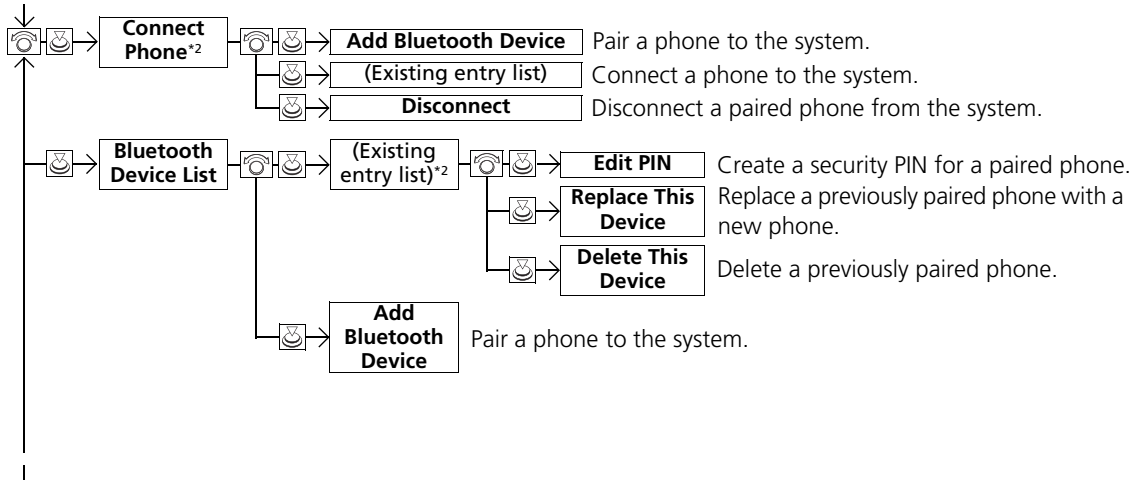 Connect
Phone*2
Add Bluetooth Device
Pair a phone to the system.
(Existing entry list)
Connect a phone to the system.
Disconnect
Disconnect a paired phone from the system.
Bluetooth
Device List
(Existing
entry list)*2
Edit PIN
Create a security PIN for a paired phone.
Replace This
Device
Replace a previously paired phone with a
new phone.
Delete This
Device
Delete a previously paired phone.
Add
Bluetooth
Device
Pair a phone to the system.